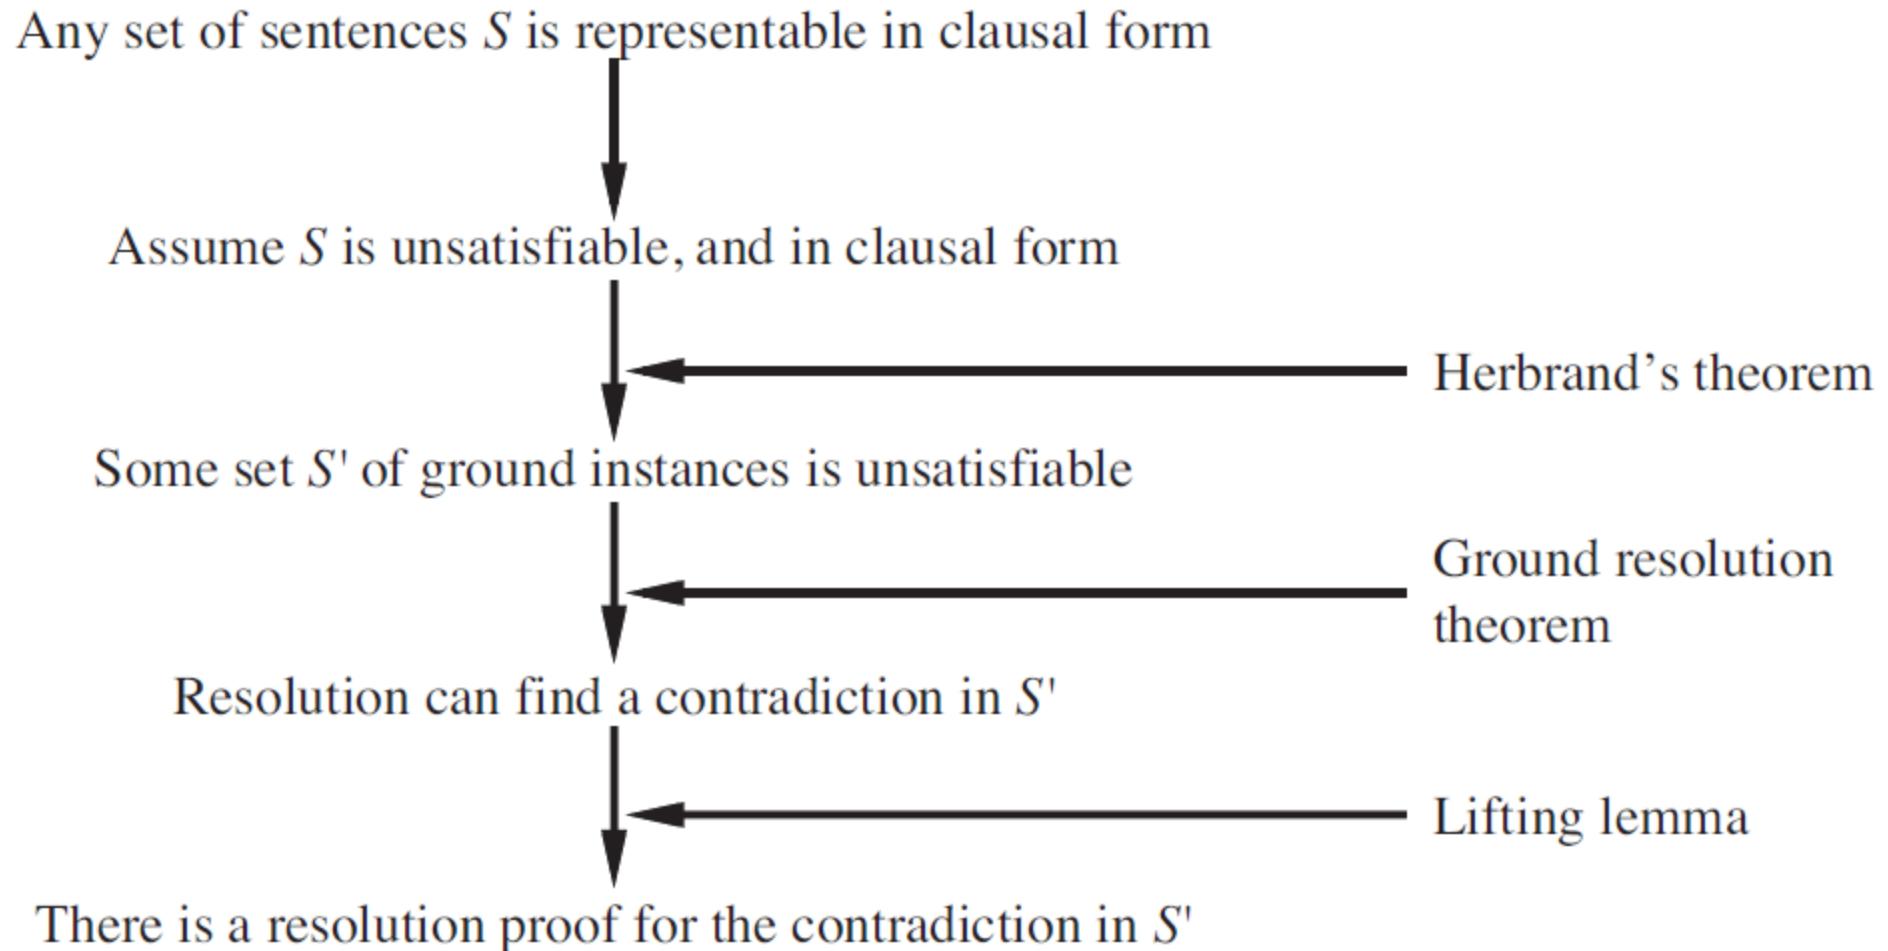 Any set of sentences S is representable in clausal form
Assume S is unsatisfiable, and in clausal form
Herbrand’s theorem
Some set S' of ground instances is unsatisfiable
Ground resolution
theorem
Resolution can find a contradiction in S'
Lifting lemma
There is a resolution proof for the contradiction in S'